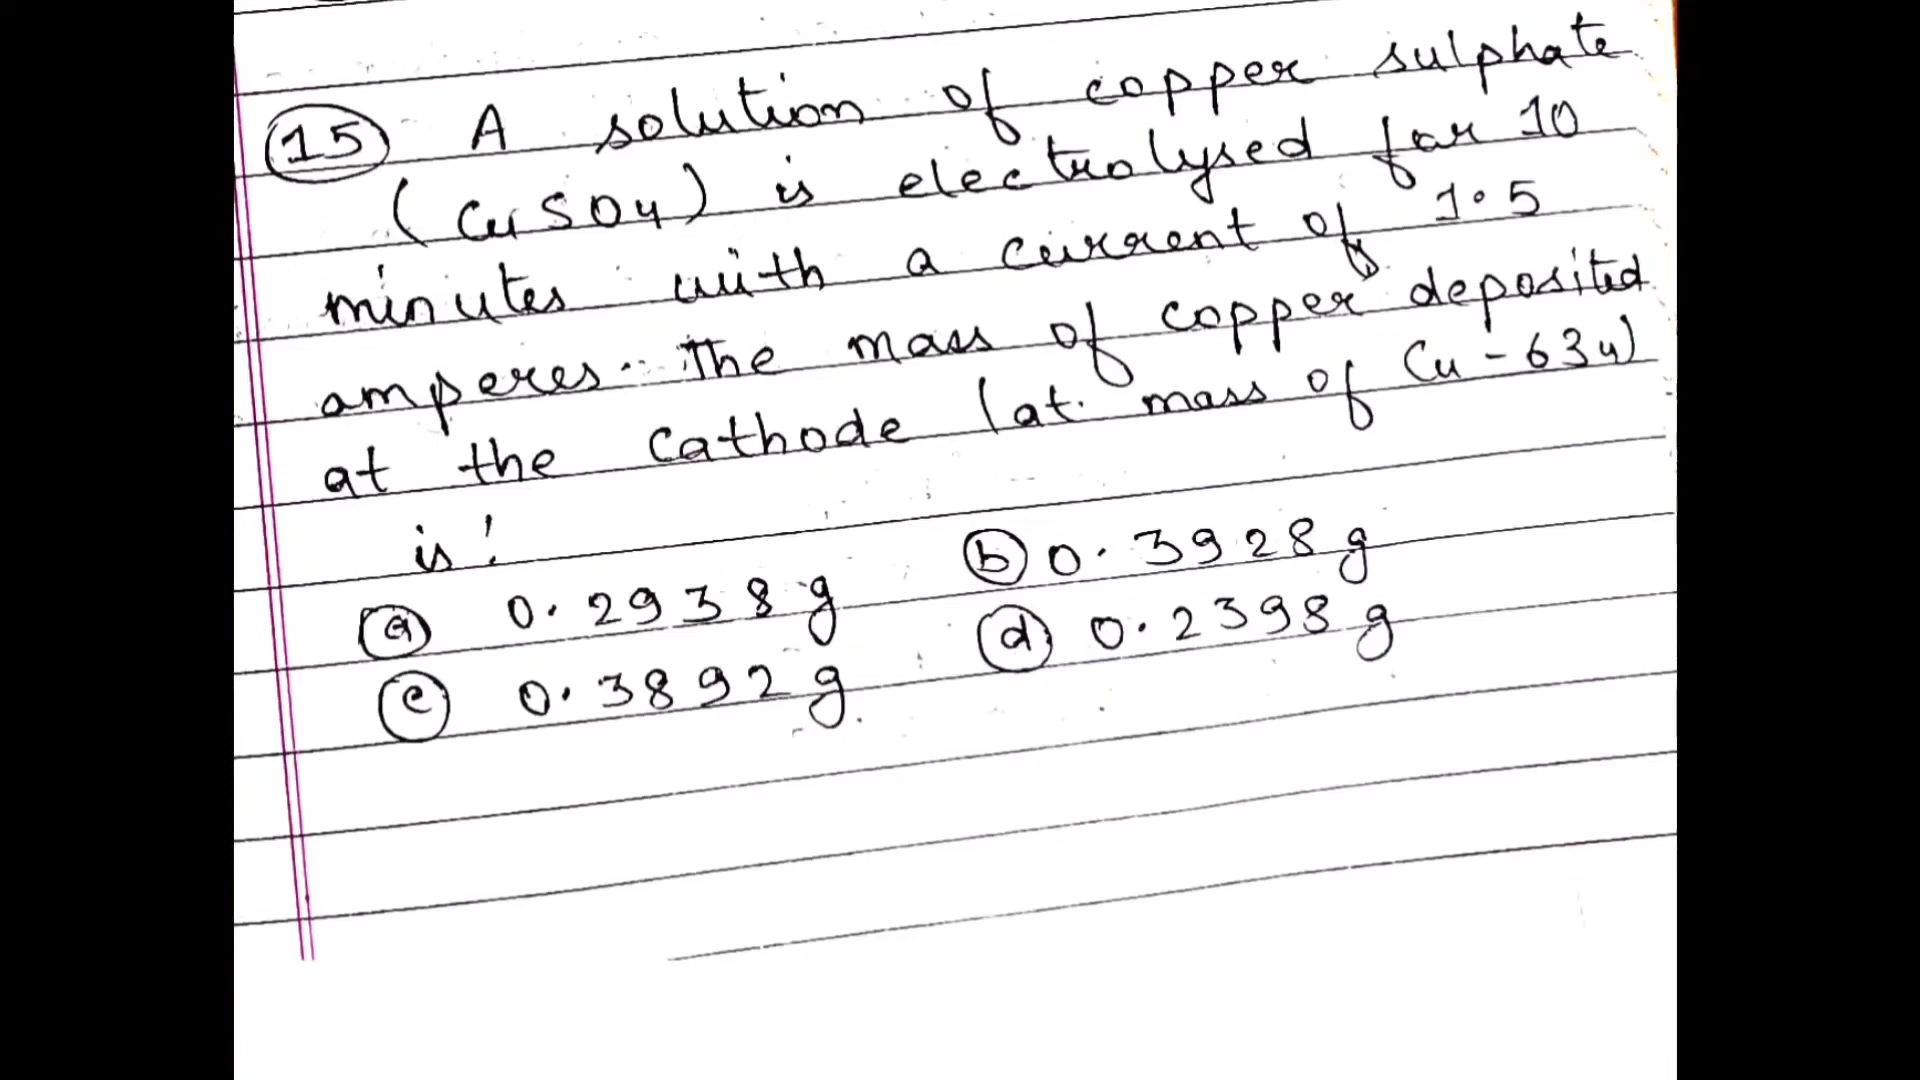 15 A solution of copper sulphate
(CuSO4) is electrolysed for 10
minutes with a current of 1.5
amperes. The mass of copper deposited
at the cathode (at. mass of Cu - 63u)
is:
a 0.2938 g b 0.3928 g
c 0.3892 g d 0.2398 g